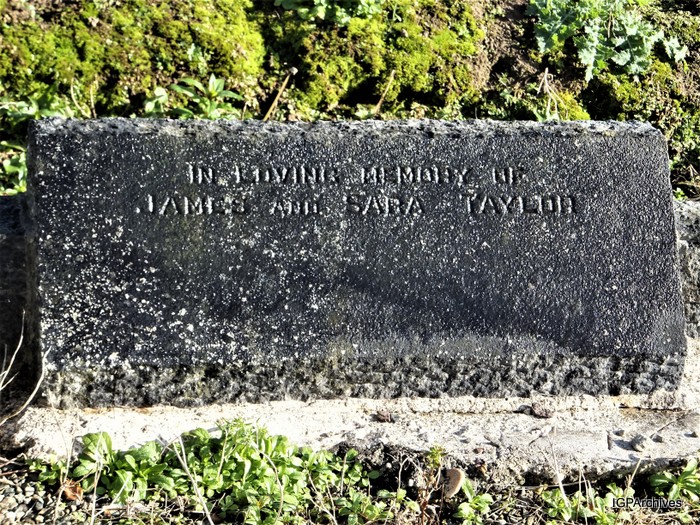 IN LOVING MEMORY OF
JAMES AND SARA TAYLOR
IGPArchives